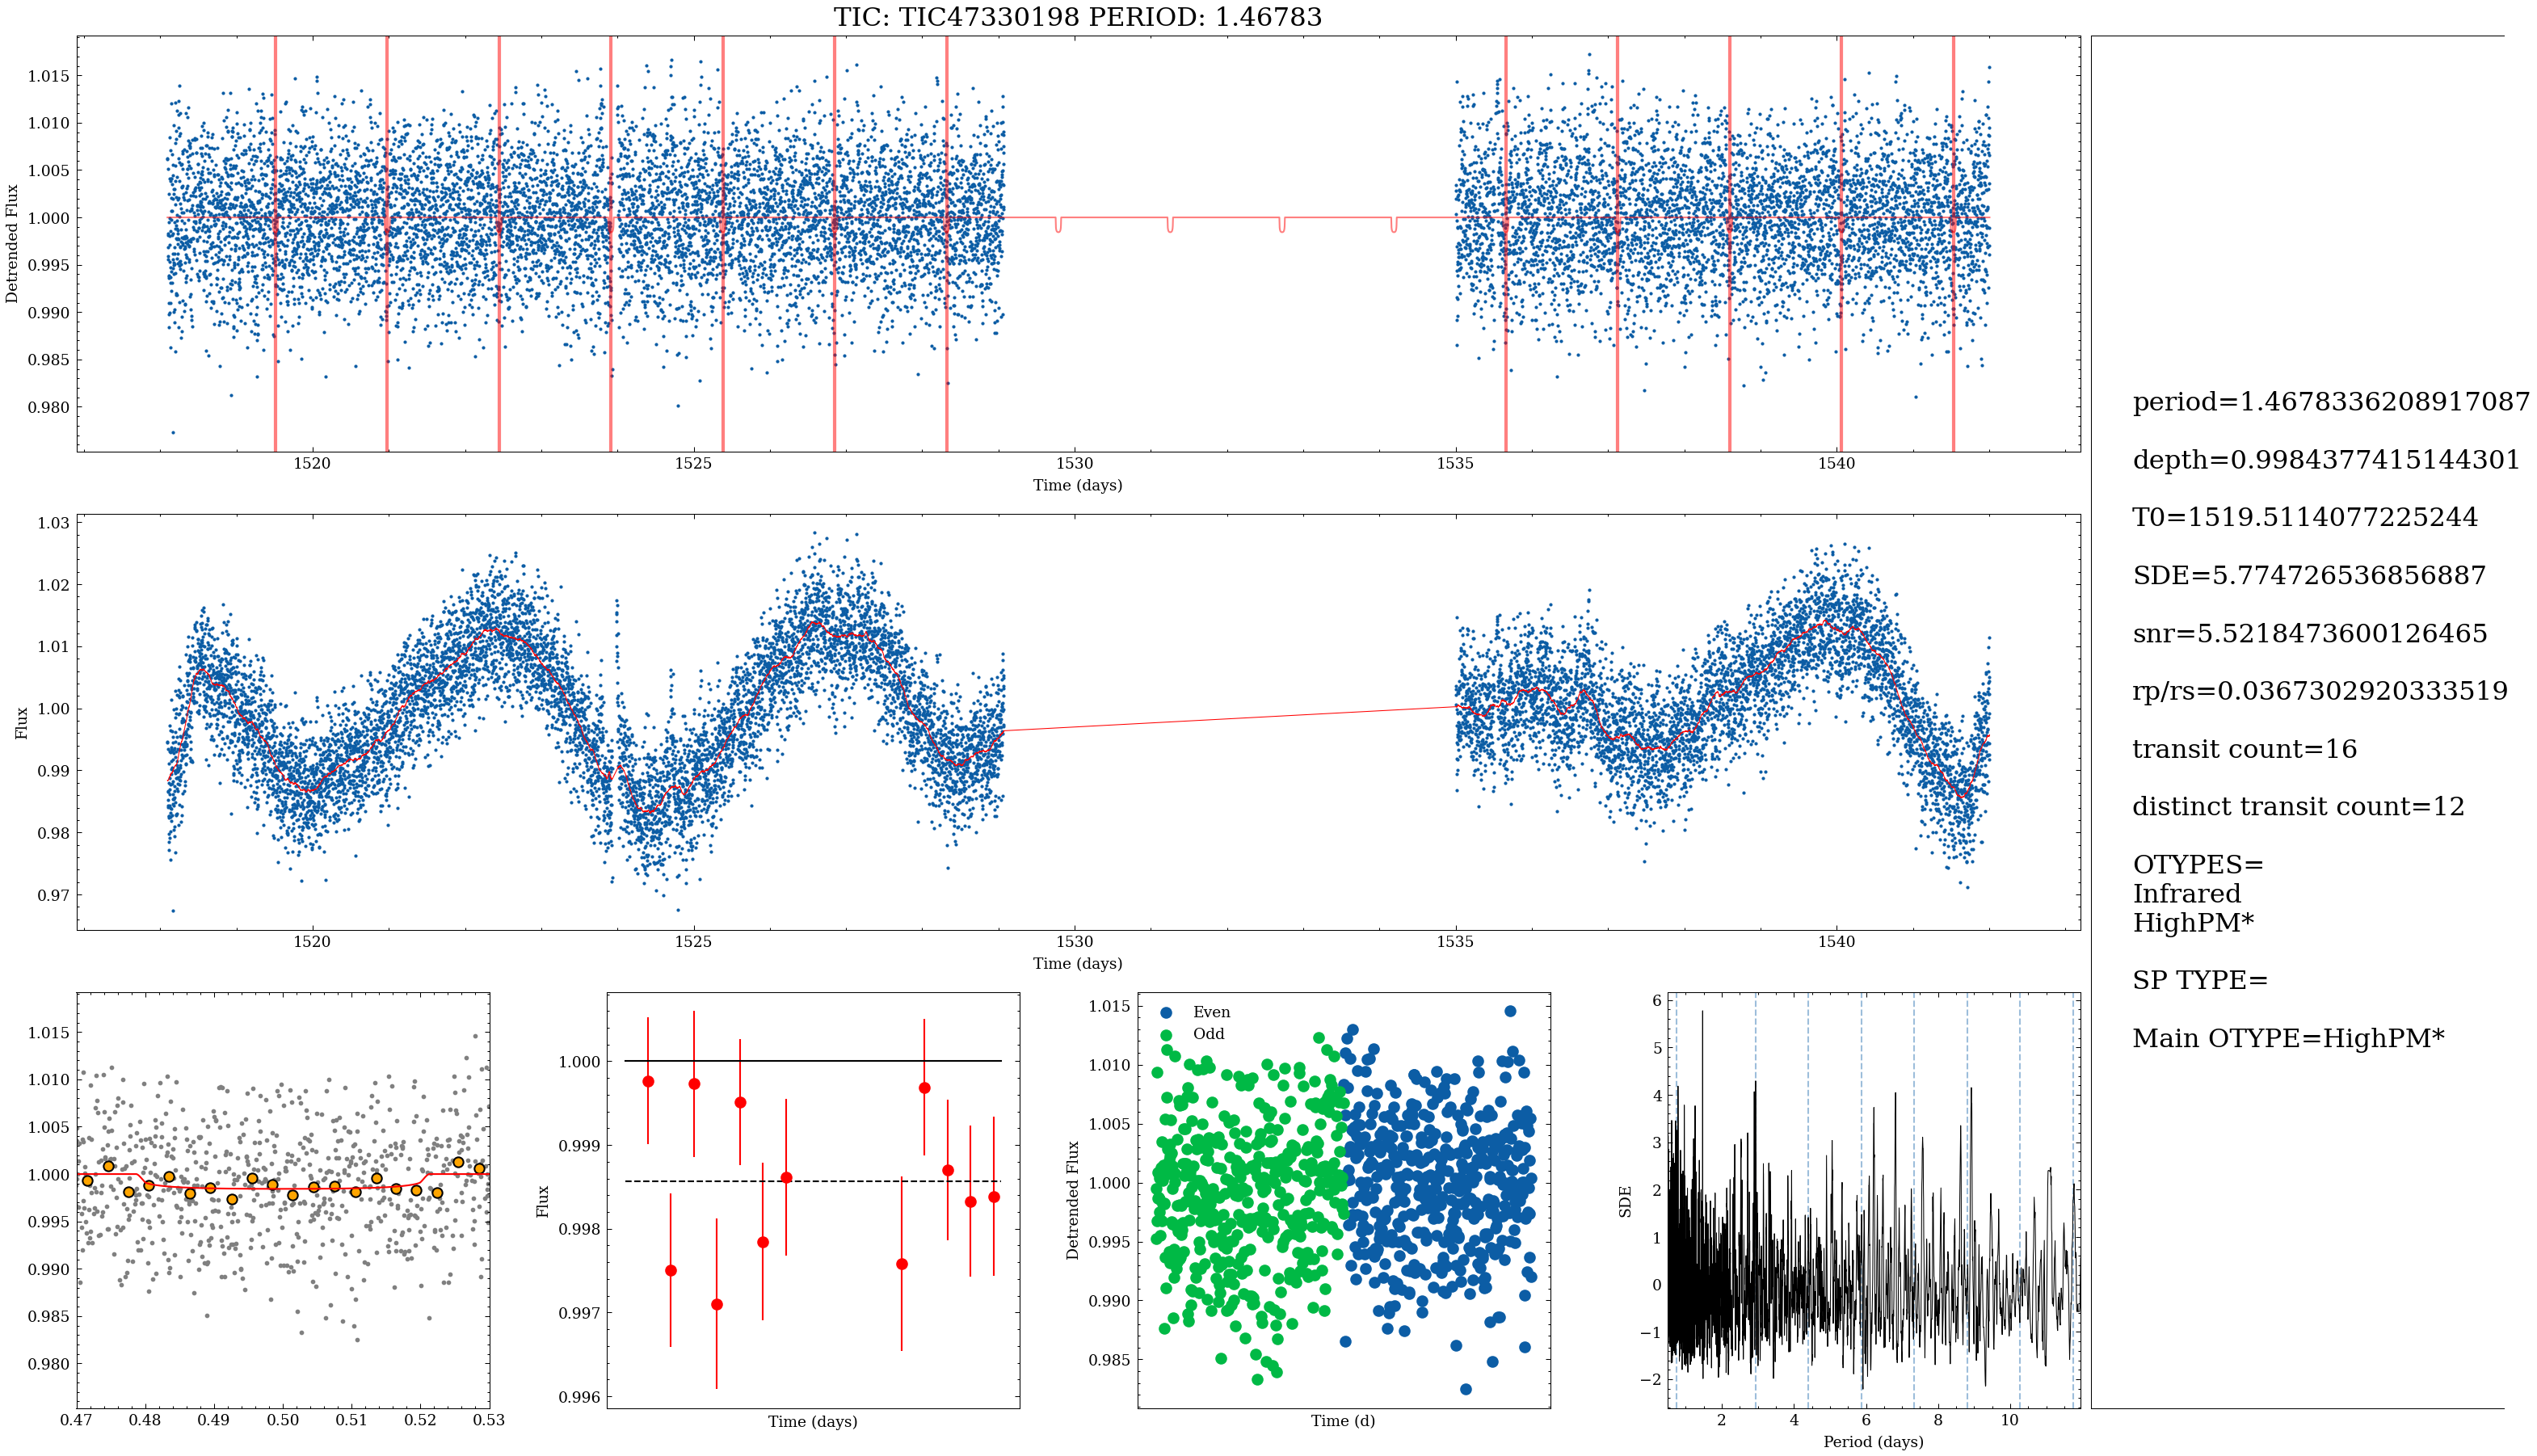 TIC: TIC47330198 PERIOD: 1.46783
1.015
1.010
1.005
1.000
0.995
0.990
0.985
0.980
Detrended Flux
1520
1525
1530
1535
1540
Time (days)
1.03
1.02
1.01
1.00
0.99
0.98
0.97
Flux
1520
1525
1530
1535
1540
Time (days)
1.015
1.010
1.005
1.000
0.995
0.990
0.985
0.980
0.47
0.48
0.49
0.50
0.51
0.52
0.53
1.000
0.999
0.998
0.997
0.996
Flux
Time (days)
Even
Odd
1.015
1.010
1.005
1.000
0.995
0.990
0.985
Detrended Flux
Time (d)
6
5
4
3
2
1
0
−1
−2
SDE
2
4
6
8
10
Period (days)
period=1.4678336208917087
depth=0.9984377415144301
T0=1519.5114077225244
SDE=5.774726536856887
snr=5.5218473600126465
rp/rs=0.0367302920333519
transit count=16
distinct transit count=12
OTYPES=
Infrared
HighPM*
SP TYPE=
Main OTYPE=HighPM*